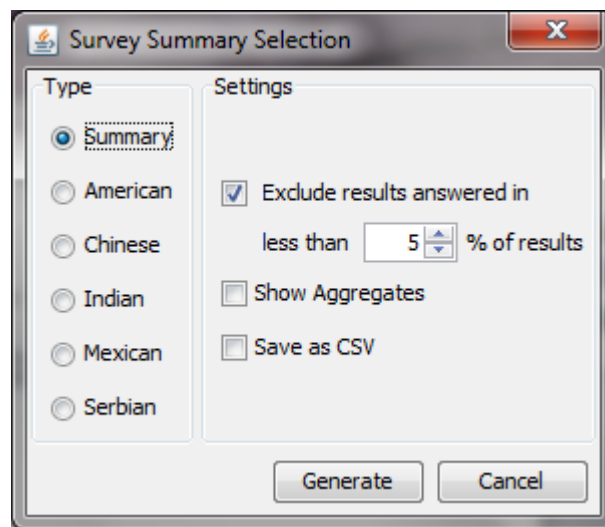 Survey Summary Selection
Type
Summary
American
Chinese
Indian
Mexican
Serbian
Settings
Exclude results answered in
less than 5 % of results
Show Aggregates
Save as CSV
Generate Cancel